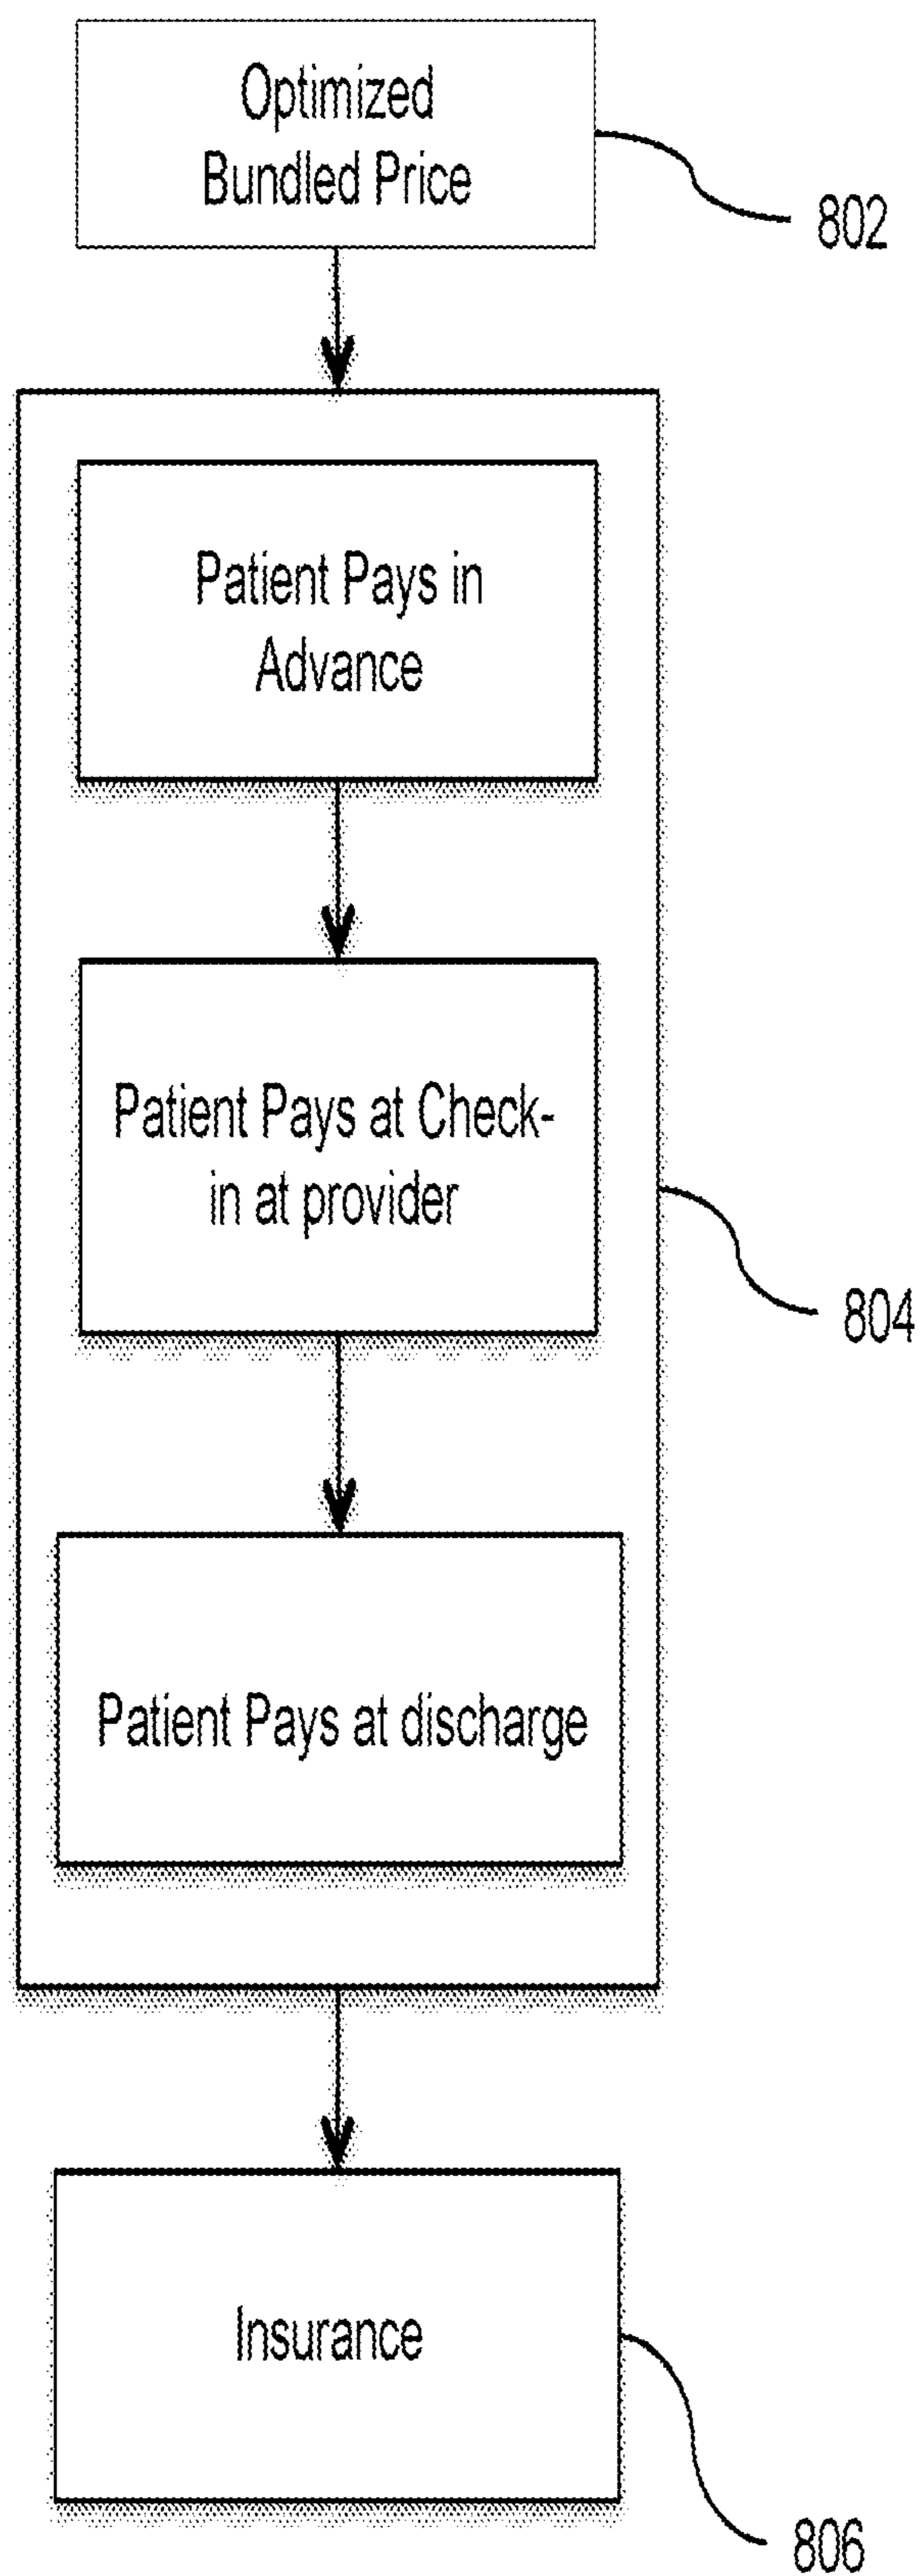 Optimized
Bundled Price
802
Patient Pays in
Advance
Patient Pays at Check-
in at provider
804
Patient Pays at discharge
Insurance
806